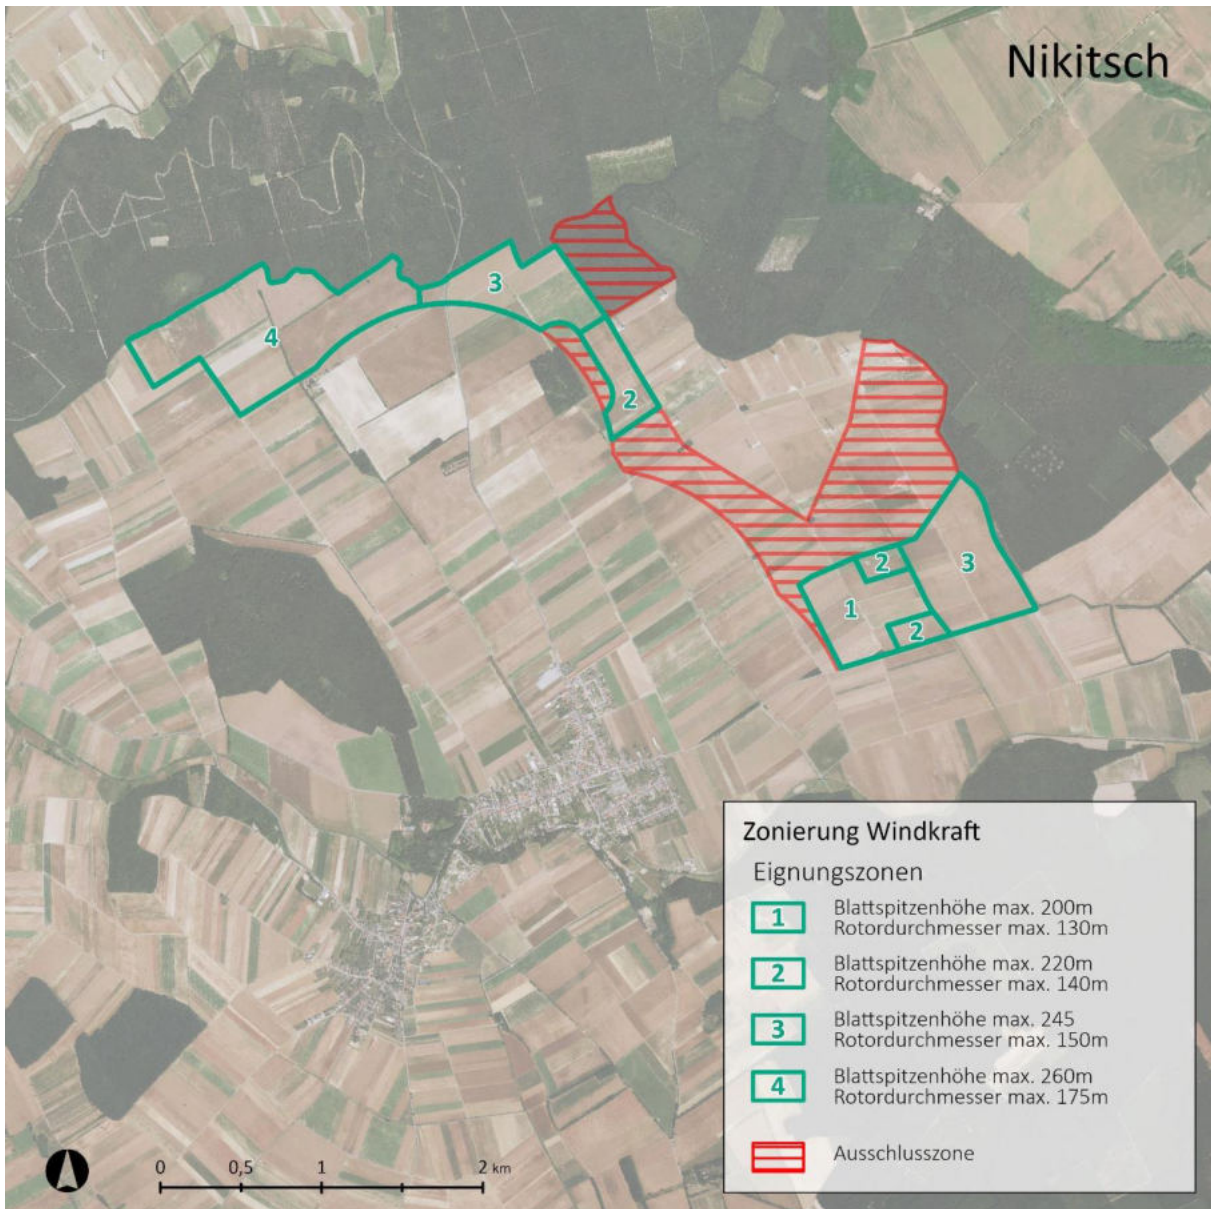 Nikitsch
3
4
2
2
3
1
2
Zonierung Windkraft
Eignungszonen
1 Blattspitzenhöhe max. 200m
Rotordurchmesser max. 130m
2 Blattspitzenhöhe max. 220m
Rotordurchmesser max. 140m
3 Blattspitzenhöhe max. 245
Rotordurchmesser max. 150m
4 Blattspitzenhöhe max. 260m
Rotordurchmesser max. 175m
Ausschlusszone
0 0,5 1 2 km